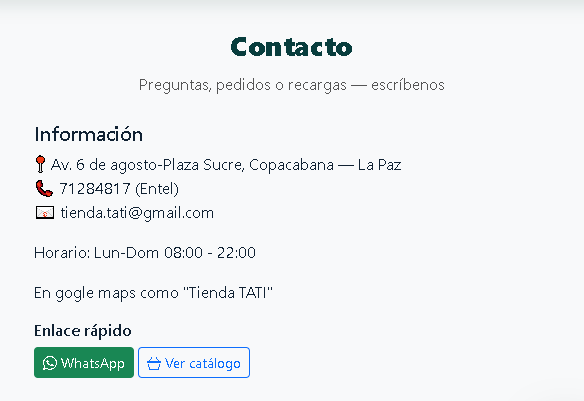 Contacto
Preguntas, pedidos o recargas — escríbenos
Información
Av. 6 de agosto-Plaza Sucre, Copacabana — La Paz
71284817 (Entel)
tienda.tati@gmail.com
Horario: Lun-Dom 08:00 - 22:00
En gogle maps como "Tienda TATI"
Enlace rápido
WhatsApp Ver catálogo